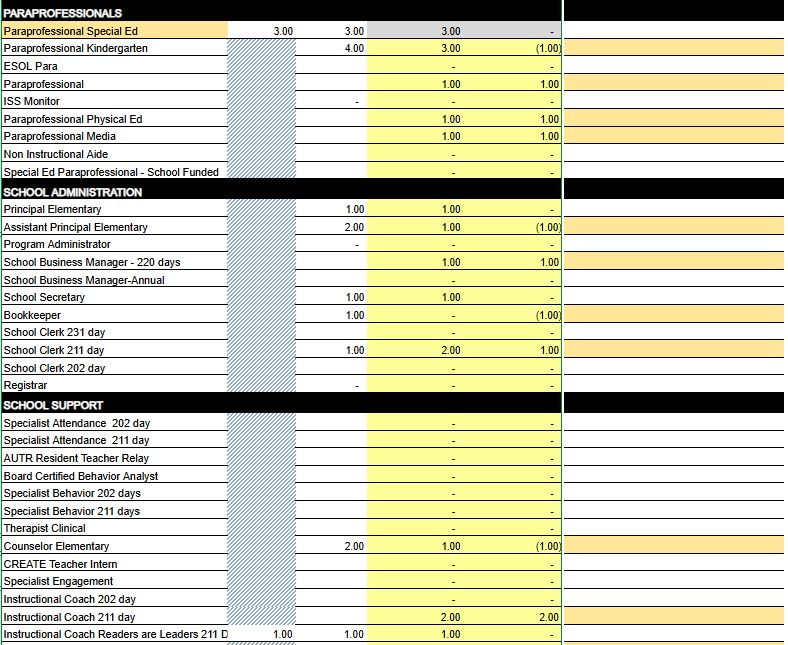 PARAPROFESSIONALS
Paraprofessional Special Ed 3.00 3.00 3.00 -
Paraprofessional Kindergarten 4.00 3.00 (1.00)
ESOL Para - -
Paraprofessional 1.00 1.00
ISS Monitor - - -
Paraprofessional Physical Ed 1.00 1.00
Paraprofessional Media 1.00 1.00
Non Instructional Aide - -
Special Ed Paraprofessional - School Funded - -
SCHOOL ADMINISTRATION
Principal Elementary 1.00 1.00 -
Assistant Principal Elementary 2.00 1.00 (1.00)
Program Administrator - - -
School Business Manager - 220 days 1.00 1.00
School Business Manager-Annual - -
School Secretary 1.00 1.00 -
Bookkeeper 1.00 - (1.00)
School Clerk 231 day - -
School Clerk 211 day 1.00 2.00 1.00
School Clerk 202 day - -
Registrar - - -
SCHOOL SUPPORT
Specialist Attendance 202 day - -
Specialist Attendance 211 day - -
AUTR Resident Teacher Relay - -
Board Certified Behavior Analyst - -
Specialist Behavior 202 days - -
Specialist Behavior 211 days - -
Therapist Clinical - -
Counselor Elementary 2.00 1.00 (1.00)
CREATE Teacher Intern - -
Specialist Engagement - -
Instructional Coach 202 day - -
Instructional Coach 211 day 2.00 2.00
Instructional Coach Readers are Leaders 211 D 1.00 1.00 1.00 -